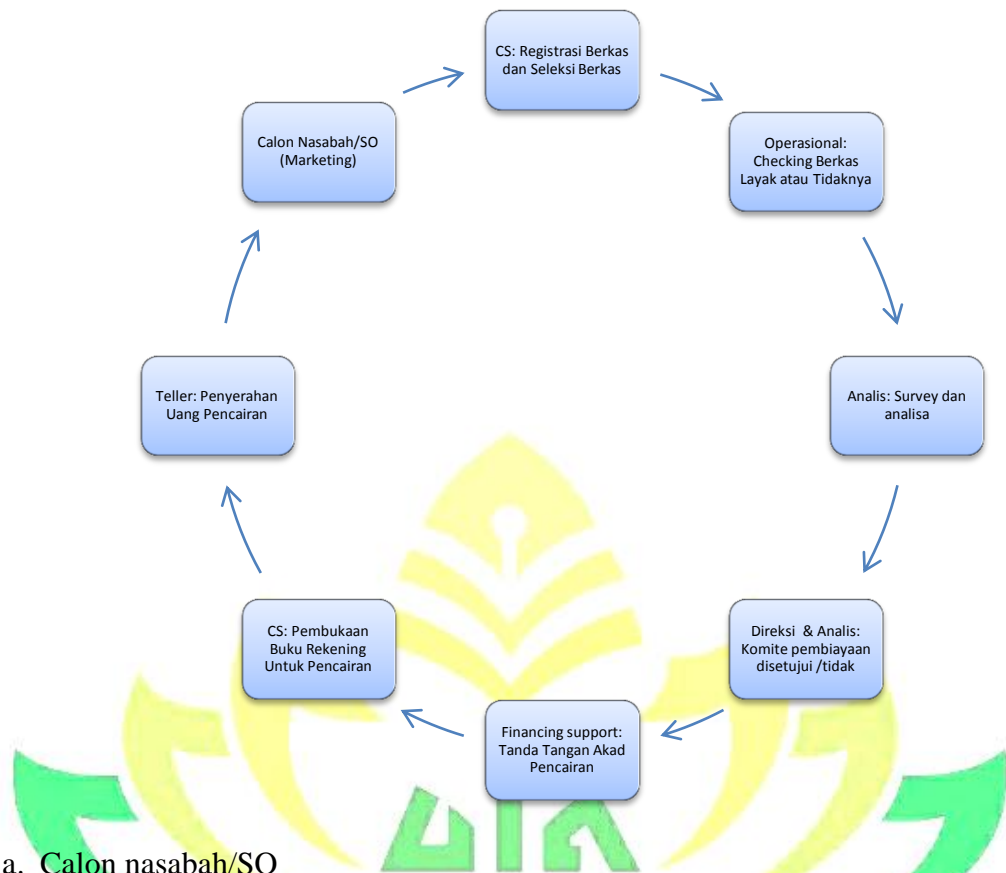 CS: Registrasi Berkas
dan Seleksi Berkas
Operasional:
Checking Berkas
Layak atau Tidaknya
Analis: Survey dan
analisa
Direksi & Analis:
Komite pembiayaan
disetujui /tidak
Financing support:
Tanda Tangan Akad
Pencairan
CS: Pembukaan
Buku Rekening
Untuk Pencairan
Teller: Penyerahan
Uang Pencairan
Calon Nasabah/SO
(Marketing)
a. Calon nasabah/SO